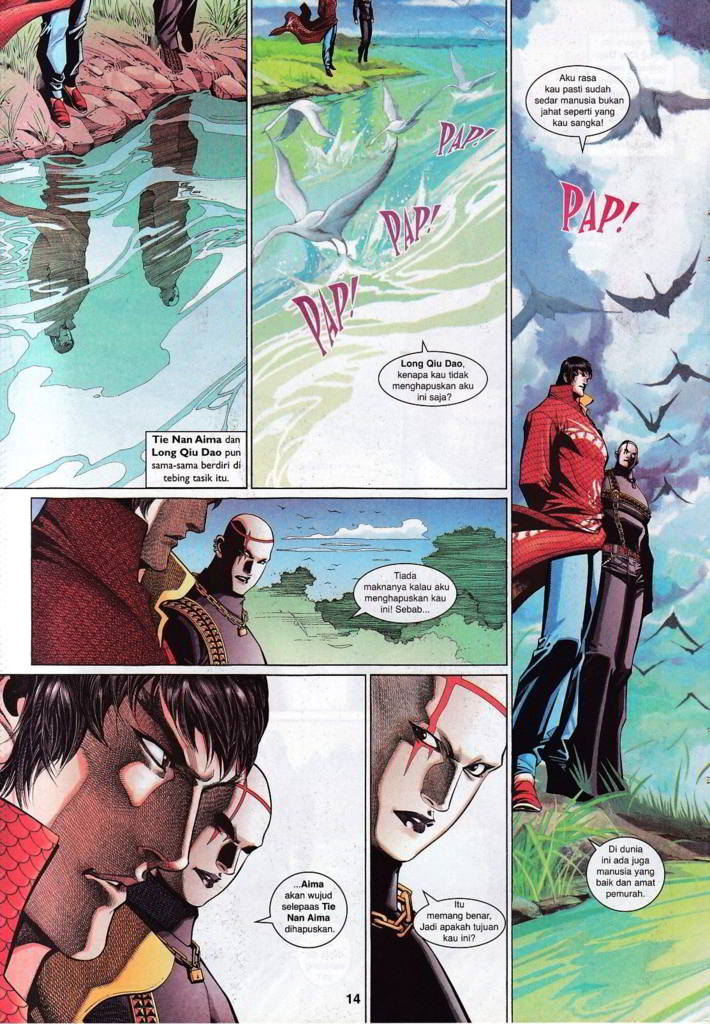 Tie Nan Aima dan
Long Qiu Dao pun
sama-sama berdiri di
tebing tasik itu.
PAP!
PAP!
PAP!
Long Qiu Dao,
kenapa kau tidak
menghapuskan aku
ini saja?
Tiada
maknanya kalau aku
menghapuskan kau
ini! Sebab...
...Aima
akan wujud
selepaas Tie
Nan Aima
dihapuskan.
Itu
memang benar,
Jadi apakah tujuan
kau ini?
Aku rasa
kau pasti sudah
sedar manusia bukan
jahat seperti yang
kau sangka!
PAP!
Di dunia
ini ada juga
manusia yang
baik dan amat
pemurah.
14